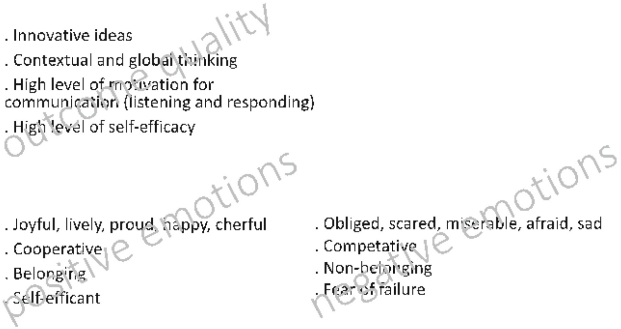 outcome quality
. Innovative ideas
. Contextual and global thinking
. High level of motivation for
communication (listening and responding)
. High level of self-efficacy
positive emotions
. Joyful, lively, proud, happy, cherful
. Cooperative
. Belonging
. Self-efficant
negative emotions
. Obliged, scared, miserable, afraid, sad
. Competative
. Non-belonging
. Fear of failure